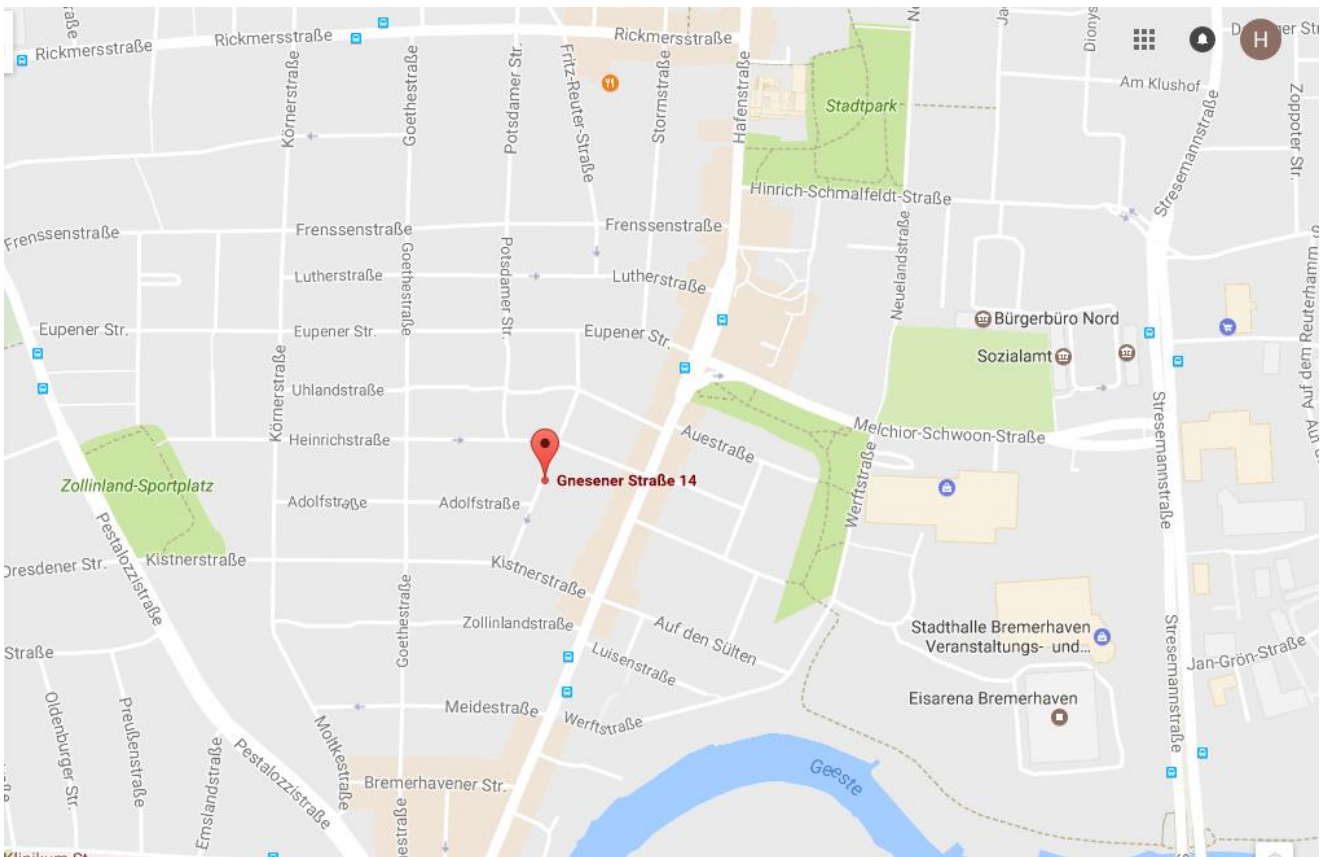 Rickmersstraße
Rickmersstraße
Rickmersstraße
H
Am Klushof
Stadtpark
Körnerstraße
Goethestraße
Potsdamer Str.
Fritz-Reuter-Straße
Stormstraße
Hafenstraße
Stresemannstraße
Zoppoter Str.
Hinrich-Schmalfeldt-Straße
Frenssenstraße
Frenssenstraße
Frenssenstraße
Goethestraße
Potsdamer Str.
Lutherstraße
Lutherstraße
Neuelandstraße
Auf dem Reuterhamm
Eupener Str.
Eupener Str.
Eupener Str.
Bürgerbüro Nord
Sozialamt
Körnerstraße
Uhlandstraße
Heinrichstraße
Auestraße
Melchior-Schwoon-Straße
Stresemannstraße
Zollinland-Sportplatz
Gnesener Straße 14
Adolfstraße
Adolfstraße
Werftstraße
Pestalozzistraße
Dresdener Str.
Kistnerstraße
Kistnerstraße
Goethestraße
Zollinlandstraße
Auf den Sülten
Luisenstraße
Stadthalle Bremerhaven
Veranstaltungs- und...
Stresemannstraße
Jan-Grön-Straße
Straße
Eisarena Bremerhaven
Oldenburger Str.
Preußenstraße
Emslandstraße
Moltkestraße
Meidestraße
Werftstraße
Pestalozzistraße
Bremerhavener Str.
Geeste